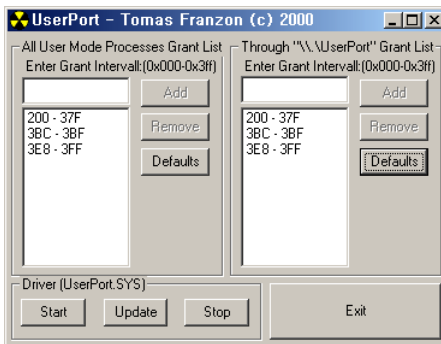 UserPort - Tomas Franzon (c) 2000
All User Mode Processes Grant List
Enter Grant Intervall:(0x000-0x3ff)
Add
200 - 37F
3BC - 3BF
3E8 - 3FF
Remove
Defaults
Through "\\.\UserPort" Grant List
Enter Grant Intervall:(0x000-0x3ff)
Add
200 - 37F
3BC - 3BF
3E8 - 3FF
Remove
Defaults
Driver (UserPort.SYS)
Start
Update
Stop
Exit